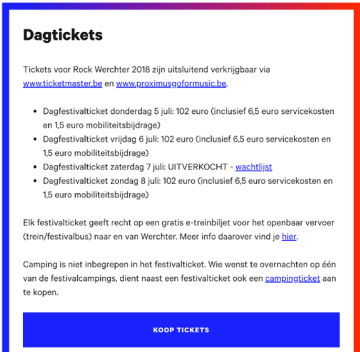 Dagtickets
Tickets voor Rock Werchter 2018 zijn uitsluitend verkrijgbaar via
www.ticketmaster.be en www.proximusgoformusic.be.
• Dagfestivalticket donderdag 5 juli: 102 euro (inclusief 6,5 euro servicekosten
en 1,5 euro mobiliteitsbijdrage)
• Dagfestivalticket vrijdag 6 juli: 102 euro (inclusief 6,5 euro servicekosten en
1,5 euro mobiliteitsbijdrage)
• Dagfestivalticket zaterdag 7 juli: UITVERKOCHT - wachtlijst
• Dagfestivalticket zondag 8 juli: 102 euro (inclusief 6,5 euro servicekosten en
1,5 euro mobiliteitsbijdrage)
Elk festivalticket geeft recht op een gratis e-treinbiljet voor het openbaar vervoer
(trein/festivalbus) naar en van Werchter. Meer info daarover vind je hier.
Camping is niet inbegrepen in het festivalticket. Wie wenst te overnachten op één
van de festivalcampings, dient naast een festivalticket ook een campingticket aan
te kopen.
KOOP TICKETS